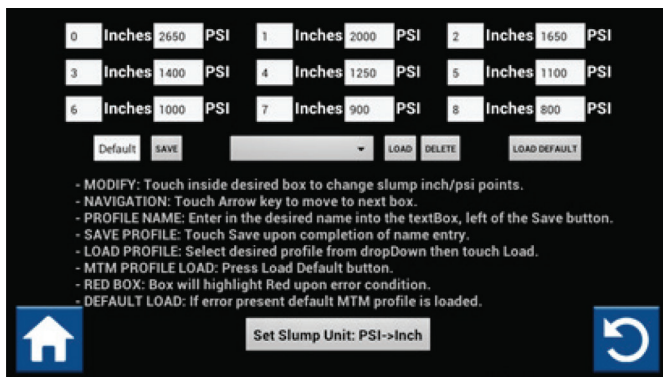 0 Inches 2650 PSI 1 Inches 2000 PSI 2 Inches 1650 PSI
3 Inches 1400 PSI 4 Inches 1250 PSI 5 Inches 1100 PSI
6 Inches 1000 PSI 7 Inches 900 PSI 8 Inches 800 PSI
Default SAVE LOAD DELETE LOAD DEFAULT
- MODIFY: Touch inside desired box to change slump inch/psi points.
- NAVIGATION: Touch Arrow key to move to next box.
- PROFILE NAME: Enter in the desired name into the textBox, left of the Save button.
- SAVE PROFILE: Touch Save upon completion of name entry.
- LOAD PROFILE: Select desired profile from dropDown then touch Load.
- MTM PROFILE LOAD: Press Load Default button.
- RED BOX: Box will highlight Red upon error condition.
- DEFAULT LOAD: If error present default MTM profile is loaded.
Set Slump Unit: PSI->Inch